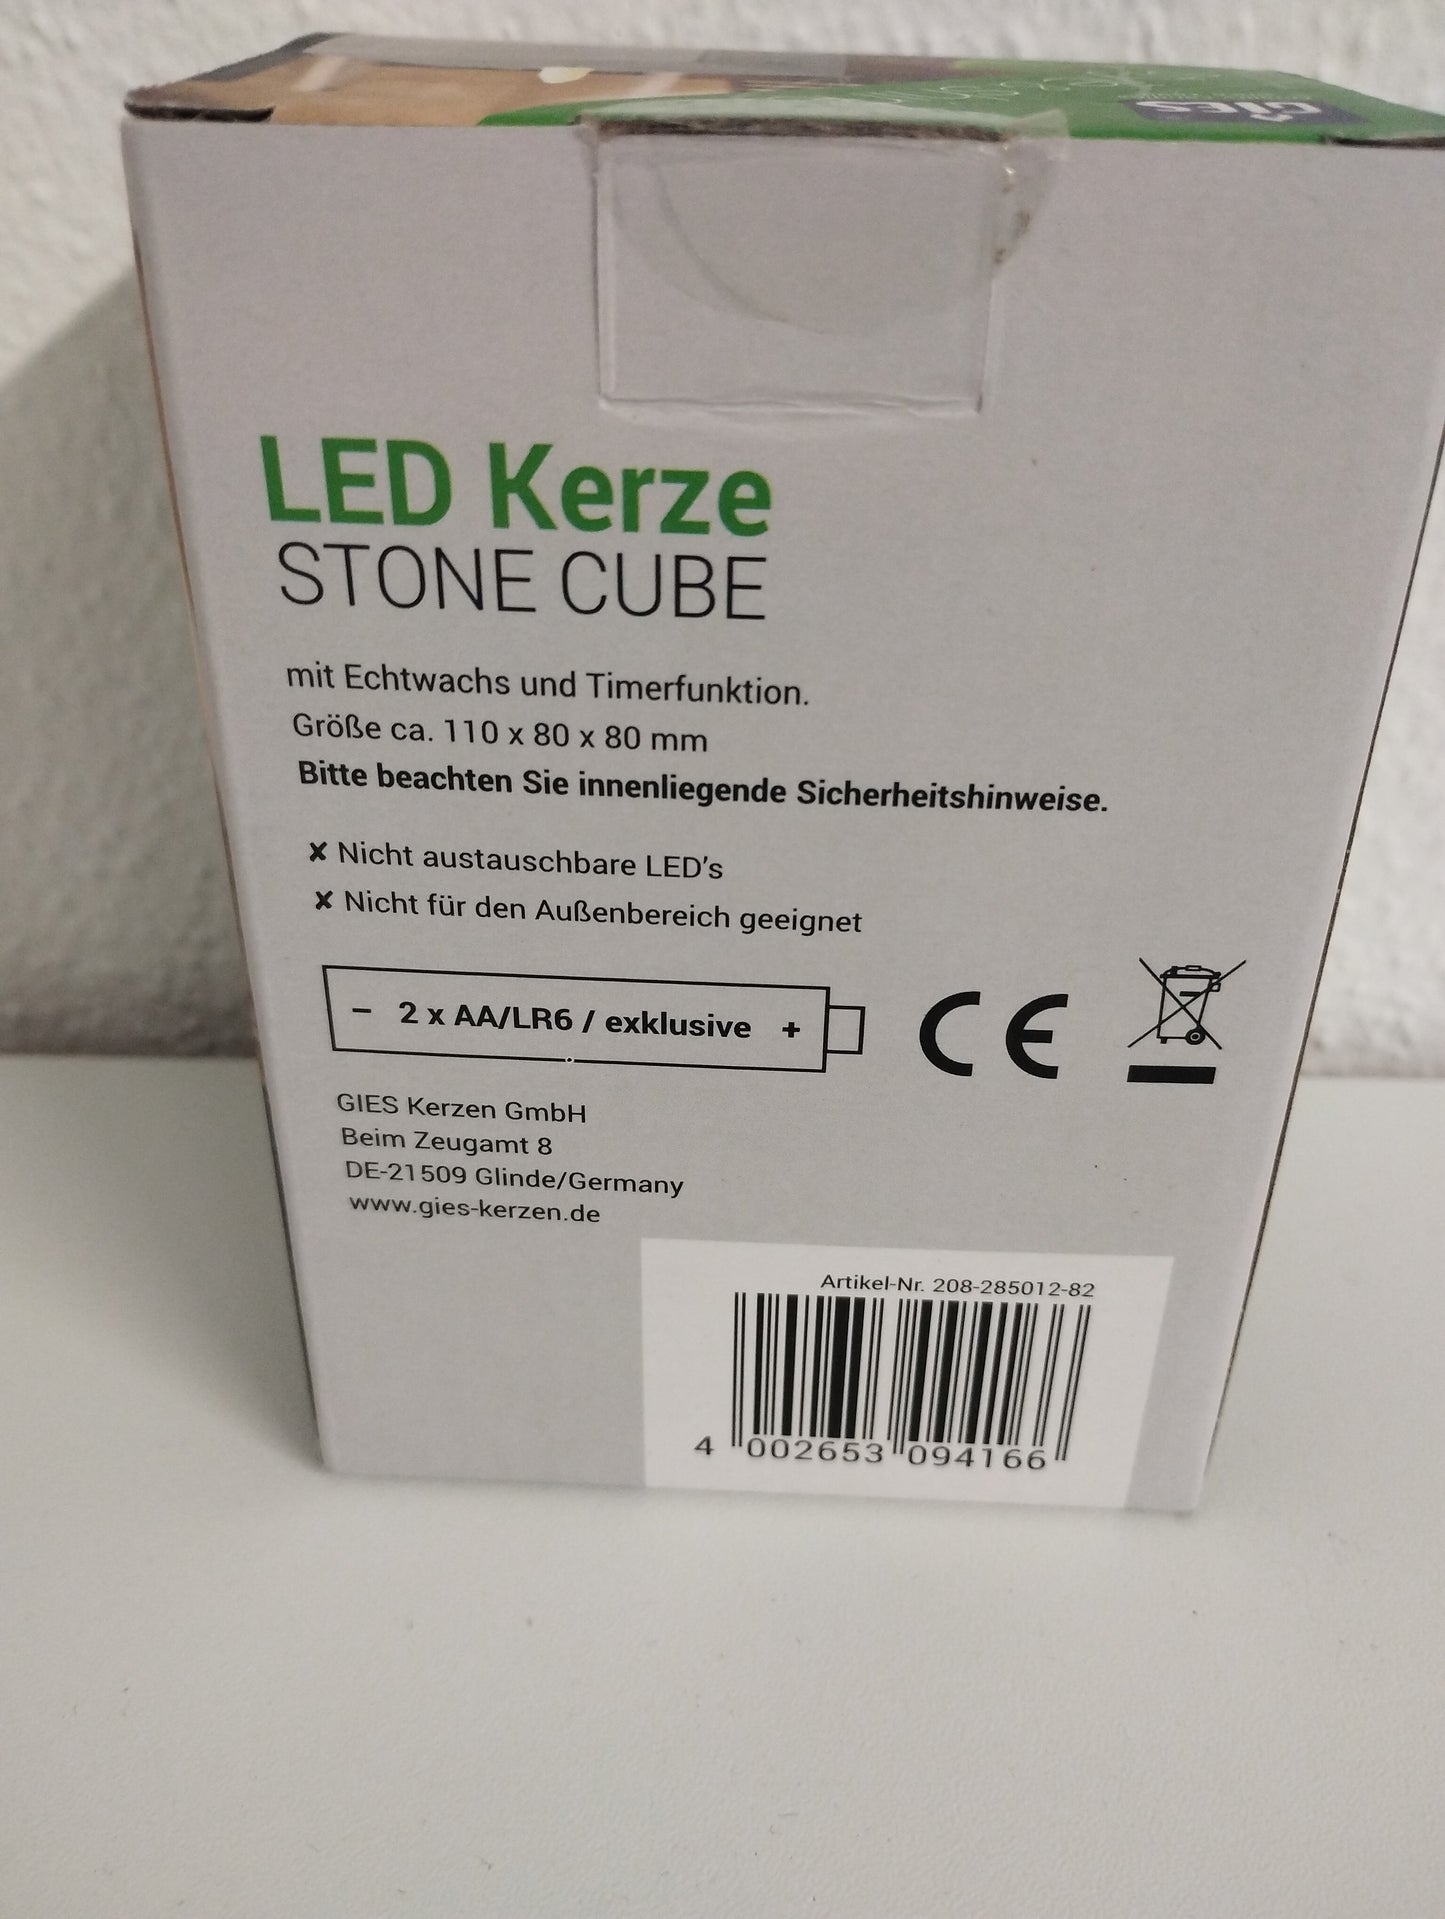 GIES
LED Kerze
STONE CUBE
mit Echtwachs und Timerfunktion.
Größe ca. 110 x 80 x 80 mm
Bitte beachten Sie innenliegende Sicherheitshinweise.
✘ Nicht austauschbare LED's
✘ Nicht für den Außenbereich geeignet
− 2 x AA/LR6 / exklusive +
CE
GIES Kerzen GmbH
Beim Zeugamt 8
DE-21509 Glinde/Germany
www.gies-kerzen.de
Artikel-Nr. 208-285012-82
4 002653 094166